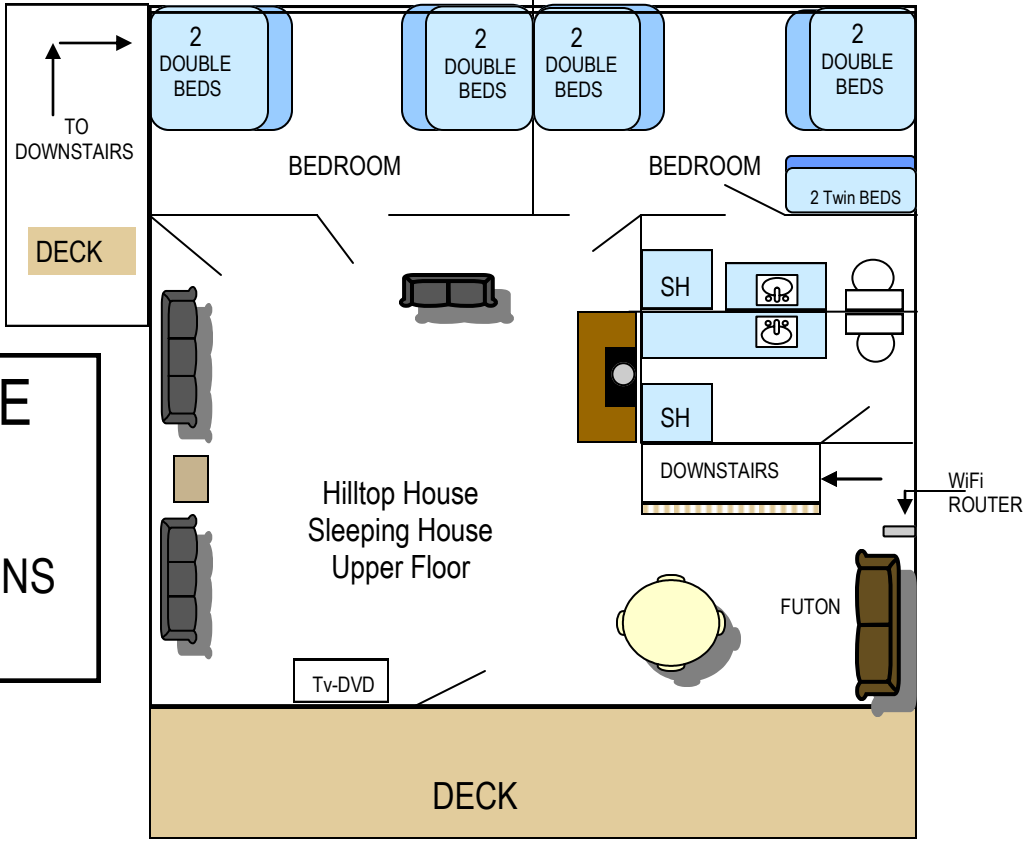 2
DOUBLE
BEDS
2
DOUBLE
BEDS
2
DOUBLE
BEDS
2
DOUBLE
BEDS
TO
DOWNSTAIRS
BEDROOM
BEDROOM
2 Twin BEDS
DECK
SH
E
SH
DOWNSTAIRS
WiFi
ROUTER
Hilltop House
Sleeping House
Upper Floor
NS
FUTON
Tv-DVD
DECK